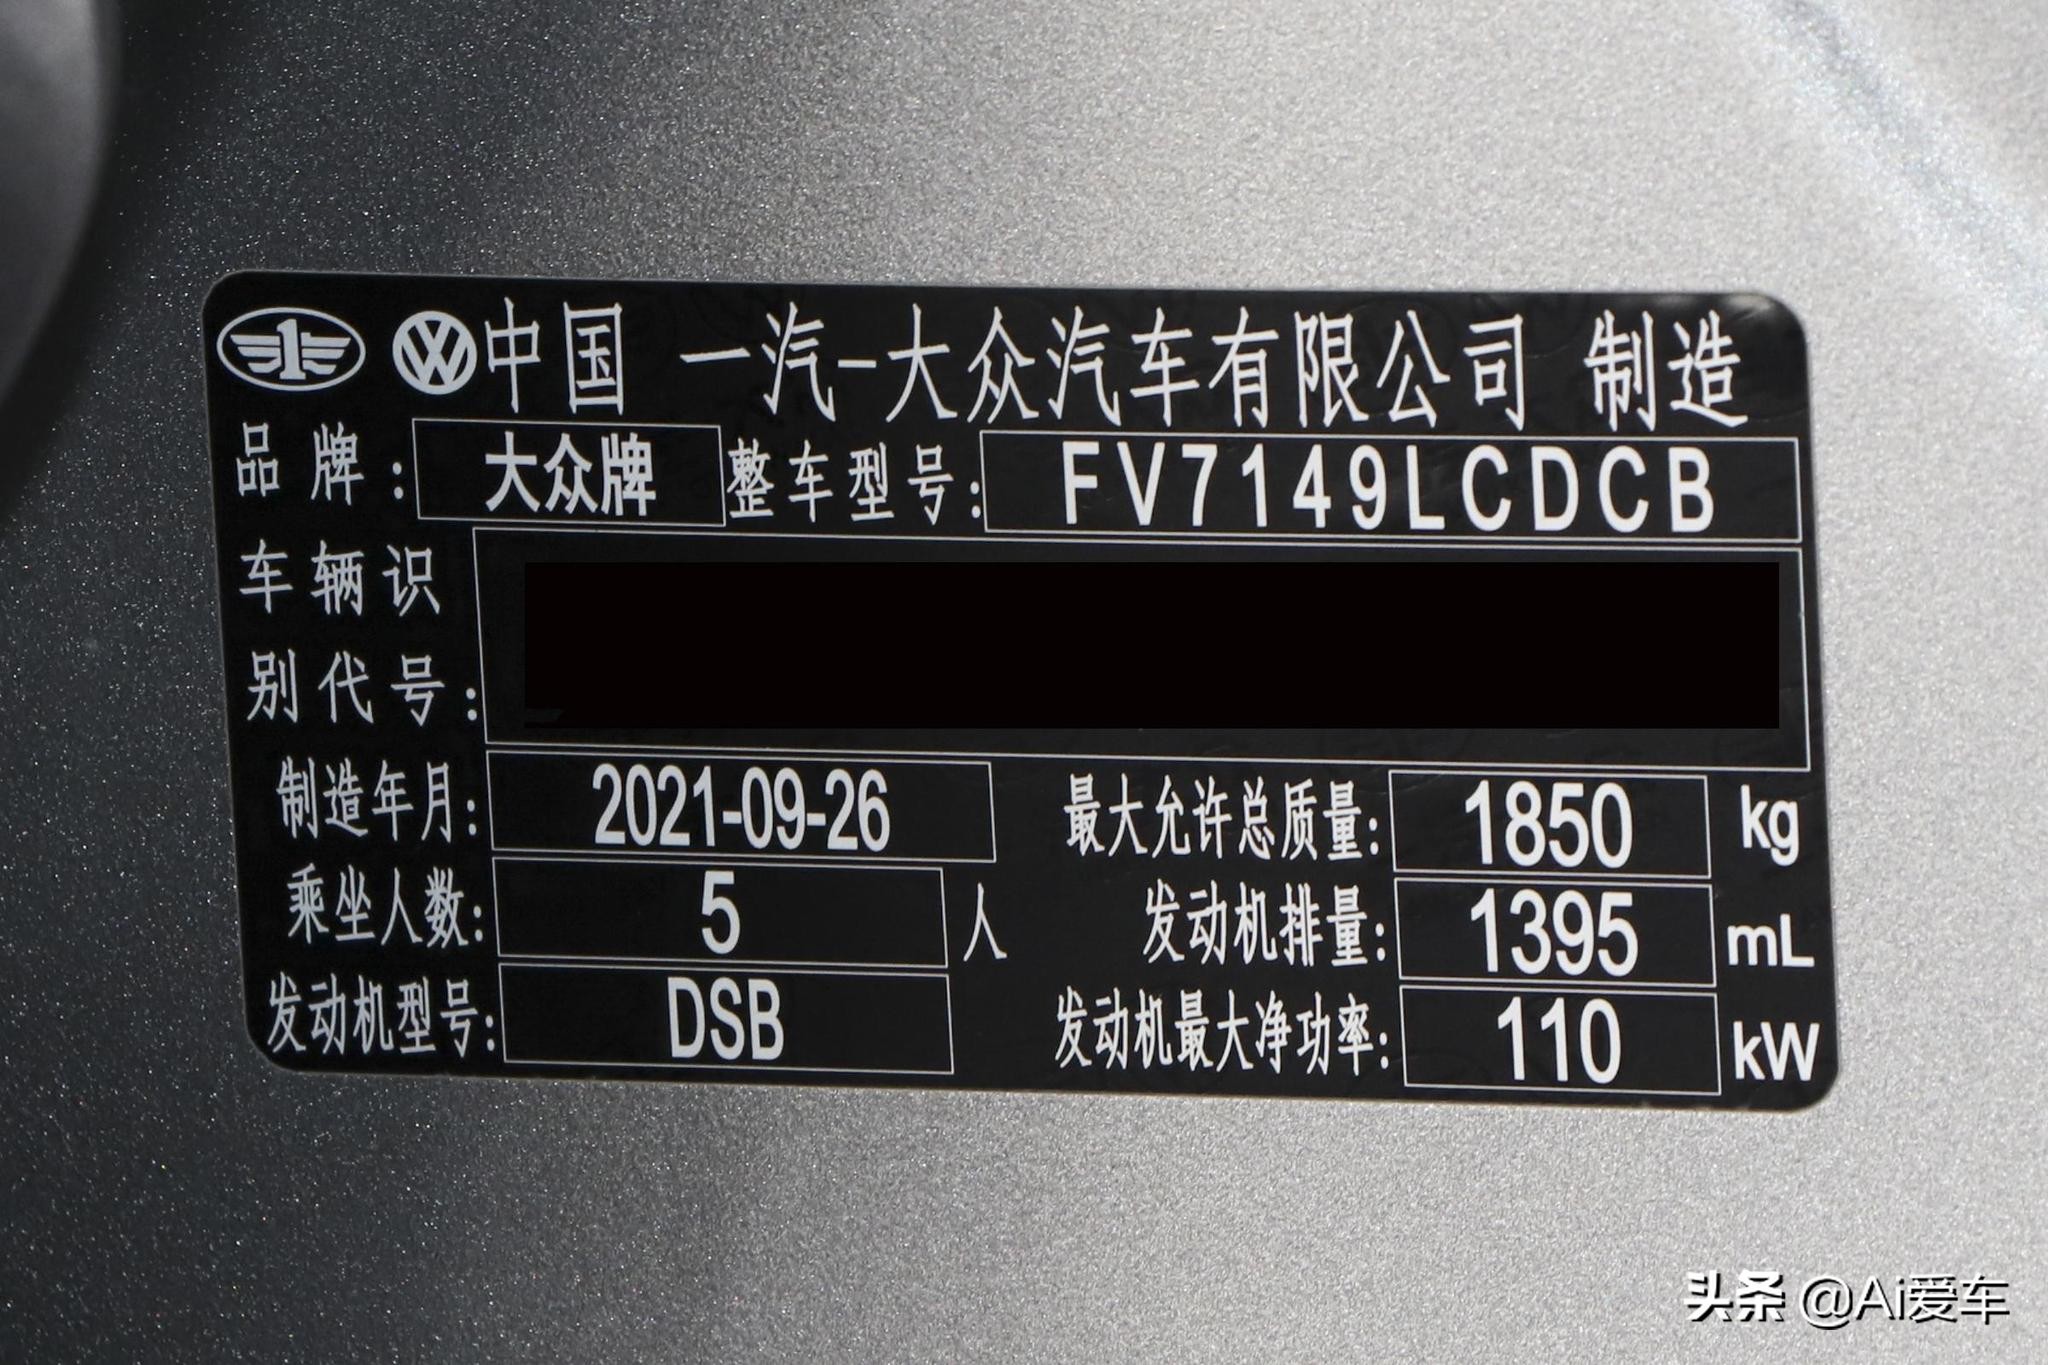 中国 一汽-大众汽车有限公司 制造
品牌: 大众牌 整车型号: FV7149LCDCB
车辆识
别代号:
制造年月: 2021-09-26 最大允许总质量: 1850 kg
乘坐人数: 5 人 发动机排量: 1395 mL
发动机型号: DSB 发动机最大净功率: 110 kW
头条 @Ai爱车